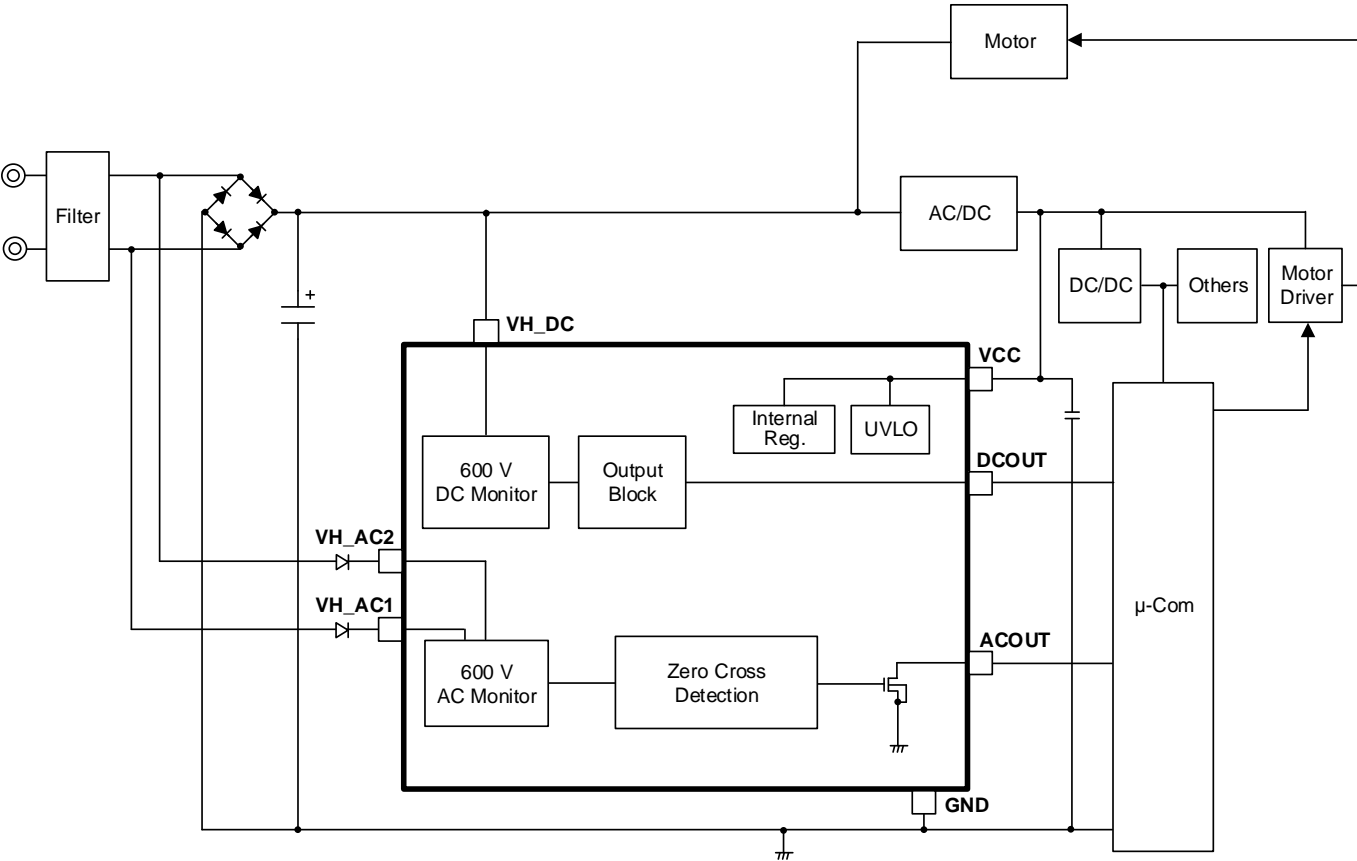 Motor
Filter
AC/DC
DC/DC
Others
Motor
Driver
+
VH_DC
VCC
Internal
Reg.
UVLO
600 V
DC Monitor
Output
Block
DCOUT
VH_AC2
VH_AC1
µ-Com
600 V
AC Monitor
Zero Cross
Detection
ACOUT
GND